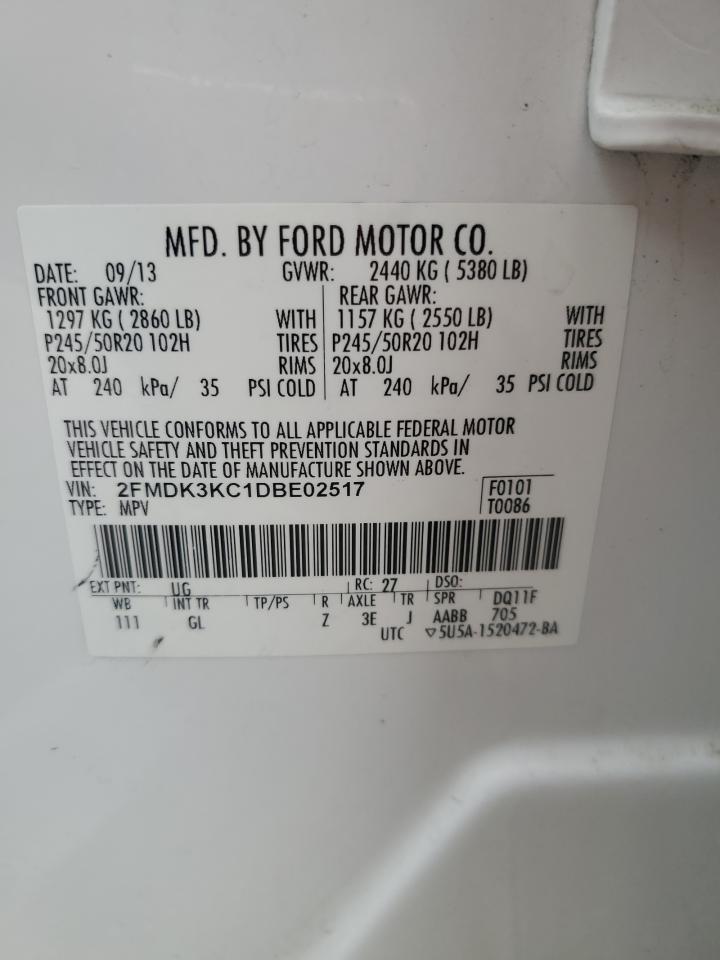 MFD. BY FORD MOTOR CO.
DATE: 09/13 GVWR: 2440 KG ( 5380 LB)
FRONT GAWR: REAR GAWR:
1297 KG ( 2860 LB) WITH 1157 KG ( 2550 LB) WITH
P245/50R20 102H TIRES P245/50R20 102H TIRES
20x8.0J RIMS 20x8.0J RIMS
AT 240 kPa/ 35 PSI COLD AT 240 kPa/ 35 PSI COLD
THIS VEHICLE CONFORMS TO ALL APPLICABLE FEDERAL MOTOR
VEHICLE SAFETY AND THEFT PREVENTION STANDARDS IN
EFFECT ON THE DATE OF MANUFACTURE SHOWN ABOVE.
VIN: 2FMDK3KC1DBE02517 F0101
TYPE: MPV T0086
EXT PNT: UG RC: 27 DSO:
WB INT TR TP/PS R AXLE TR SPR DQ11F
111 GL Z 3E J AABB 705
UTC ▽5U5A-1520472-BA